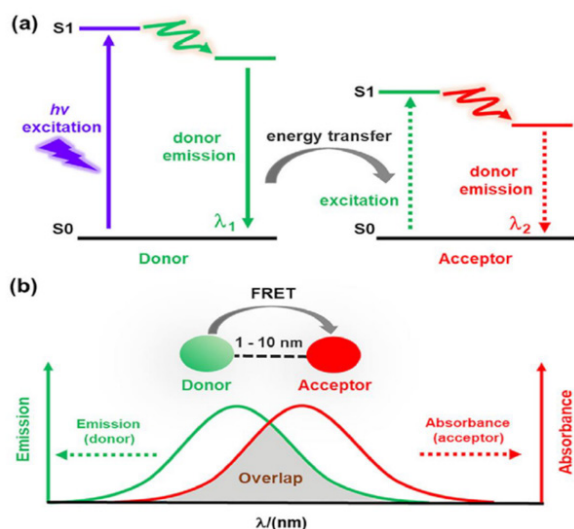 (a)
S1
hv
excitation
donor
emission
λ1
S0
Donor
energy transfer
S1
excitation
donor
emission
λ2
S0
Acceptor
(b)
FRET
1 - 10 nm
Donor
Acceptor
Emission
Emission
(donor)
Overlap
Absorbance
(acceptor)
Absorbance
λ/(nm)